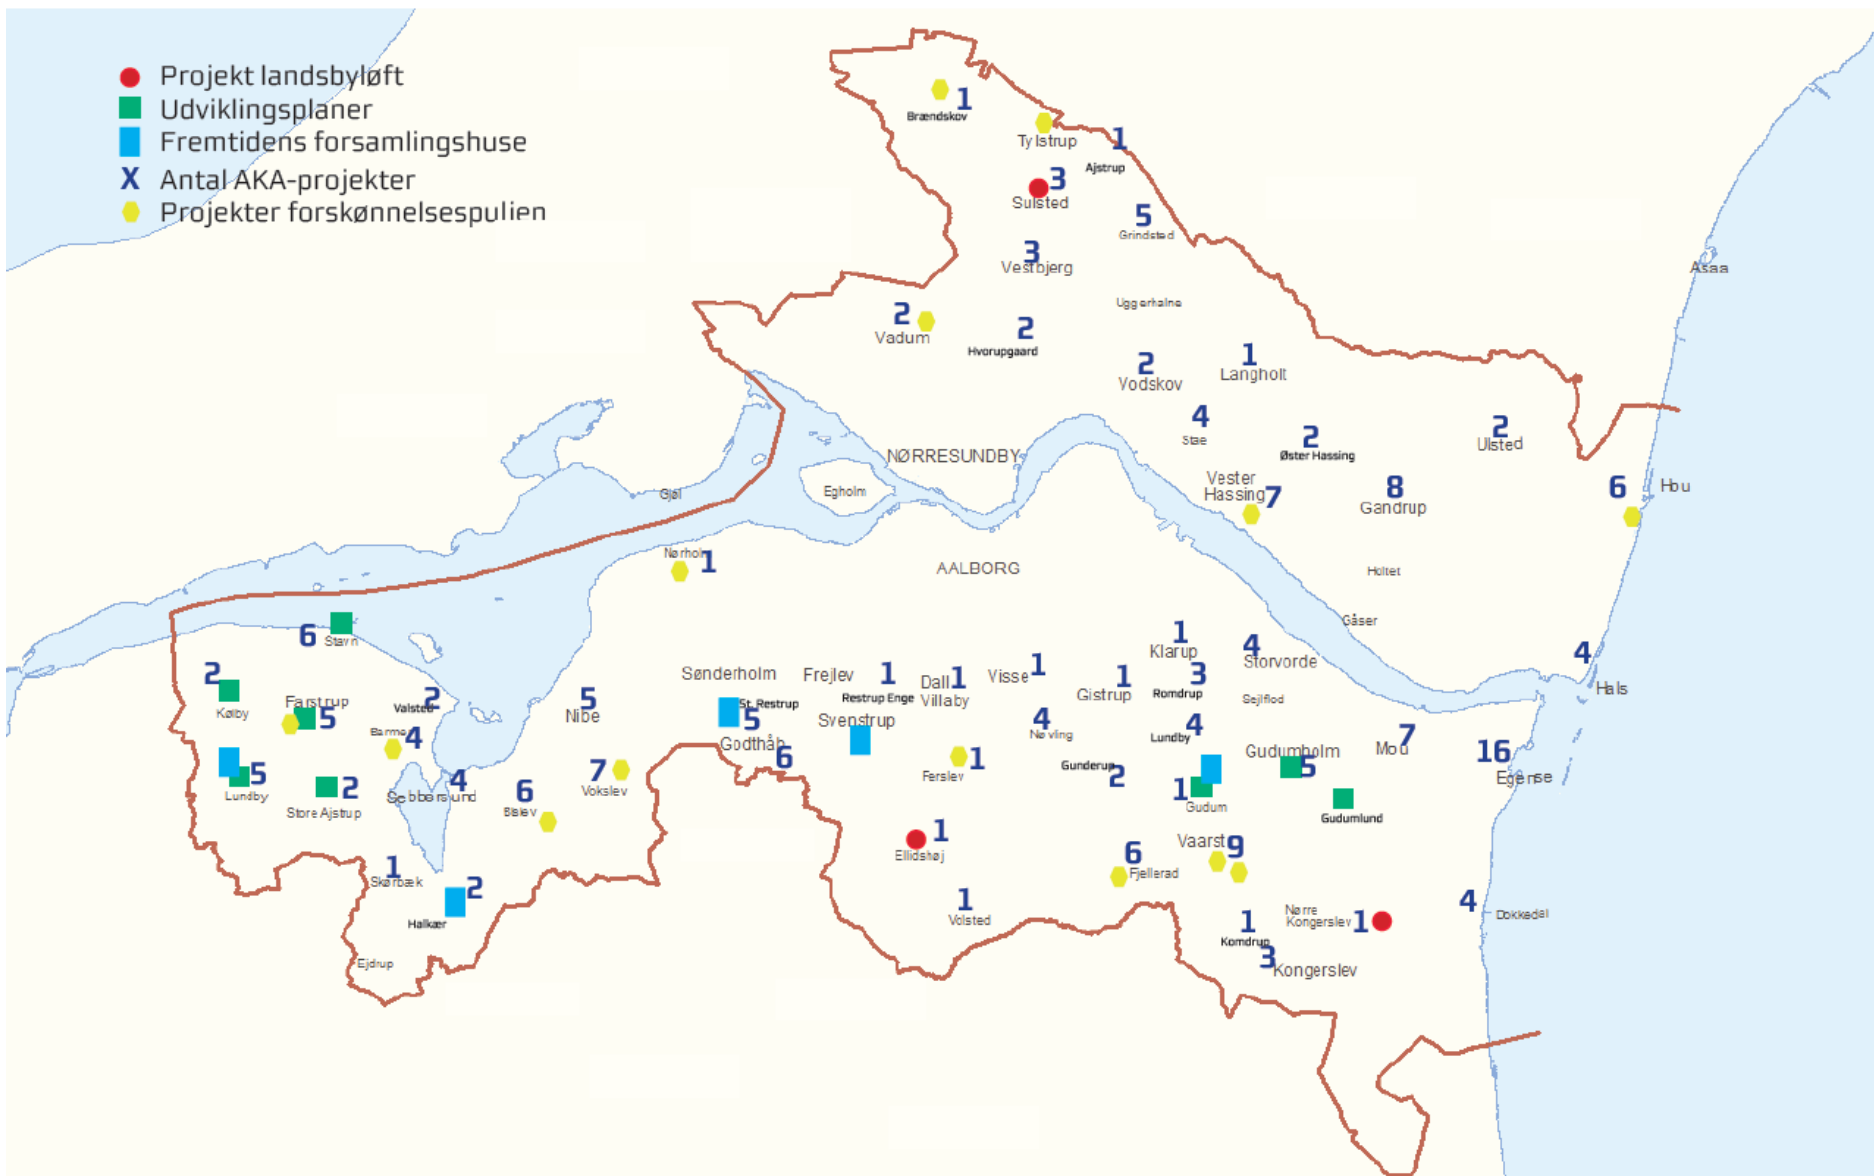 Projekt landsbyløft
Udviklingsplaner
Fremtidens forsamlingshuse
X Antal AKA-projekter
Projekter forskønnelsespuljen
1
Brændskov
Tylstrup
1
Ajstrup
3
Sulsted
5
Grindsted
3
Vestbjerg
Asaa
Uggerhalne
2
Vadum
2
Hvorupgaard
2
Vodskov
1
Langholt
4
Stae
2
Øster Hassing
2
Ulsted
NØRRESUNDBY
Vester
Hassing
7
8
Gandrup
6
Hou
Gjøl
Egholm
Nørholm
1
AALBORG
Holtet
Gåser
6
Stavn
1
Klarup
4
Storvorde
4
Hals
2
Kølby
Farstrup
5
2
Valsted
Barmer
4
5
Nibe
Sønderholm
St. Restrup
5
Godthåb
6
Frejlev
1
Restrup Enge
Svenstrup
Dall
Villaby
1
Visse
1
1
Gistrup
3
Romdrup
Sejlflod
4
Nøvling
4
Lundby
Gudumholm
5
7
Mou
16
Egense
5
Lundby
2
Store Ajstrup
4
Sebbersund
6
Bislev
7
Vokslev
1
Ferslev
Gunderup
2
1
Gudum
Gudumlund
1
Ellidshøj
6
Fjellerad
Vaarst
9
1
Skørbæk
2
Halkær
1
Volsted
Nørre
Kongerslev
1
4
Dokkedal
1
Komdrup
3
Kongerslev
Ejdrup